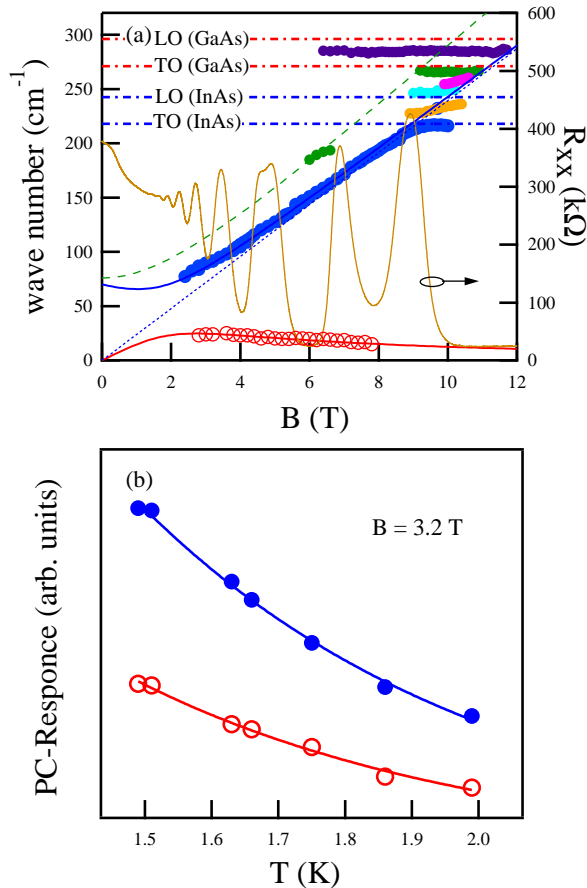 (a)
LO (GaAs)
TO (GaAs)
LO (InAs)
TO (InAs)
300
250
200
150
100
50
0
wave number (cm⁻¹)
600
500
400
300
200
100
0
Rxx (kΩ)
0
2
4
6
8
10
12
B (T)
(b)
B = 3.2 T
PC-Responce (arb. units)
1.5
1.6
1.7
1.8
1.9
2.0
T (K)